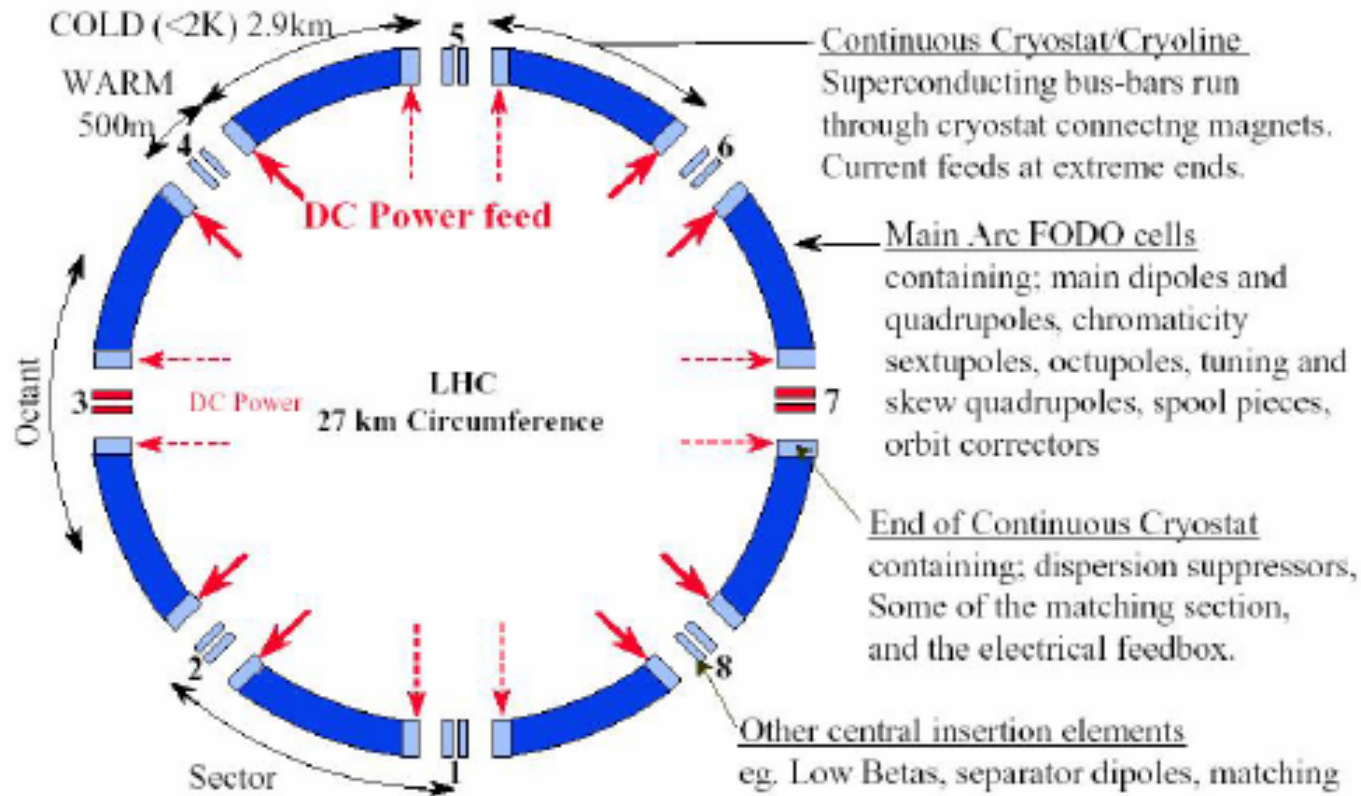 COLD (<2K) 2.9km
WARM
500m
5
4
6
3
7
2
8
1
DC Power feed
DC Power
LHC
27 km Circumference
Octant
Sector
Continuous Cryostat/Cryoline
Superconducting bus-bars run
through cryostat connectng magnets.
Current feeds at extreme ends.
Main Arc FODO cells
containing; main dipoles and
quadrupoles, chromaticity
sextupoles, octupoles, tuning and
skew quadrupoles, spool pieces,
orbit correctors
End of Continuous Cryostat
containing; dispersion suppressors,
Some of the matching section,
and the electrical feedbox.
Other central insertion elements
eg. Low Betas, separator dipoles, matching